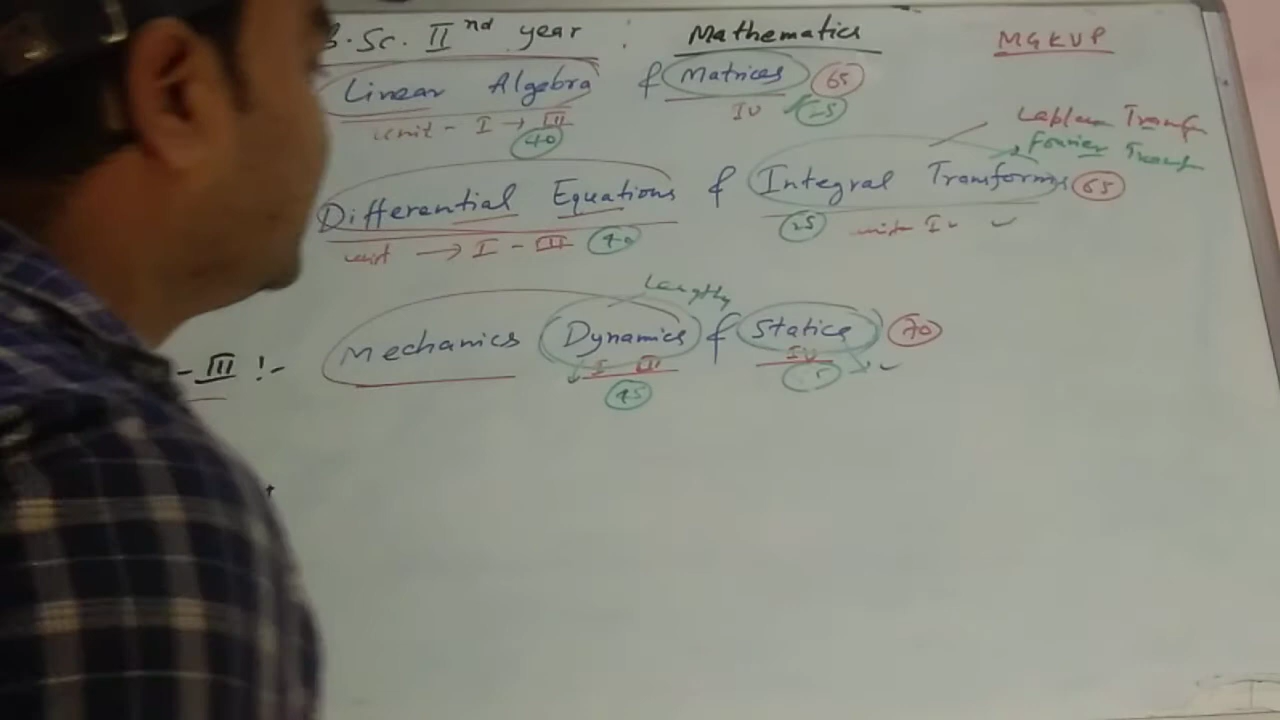 B.Sc. II nd year : Mathematics MGKVP
Linear Algebra & Matrices 65
unit - I → III IV 25
40
Laplace Transfr
Fourier Transf
Differential Equations & Integral Transforms 65
unit → I - III 40 25 unit IV
Lengthy
- III :- Mechanics Dynamics & Statics 70
I III IV
45